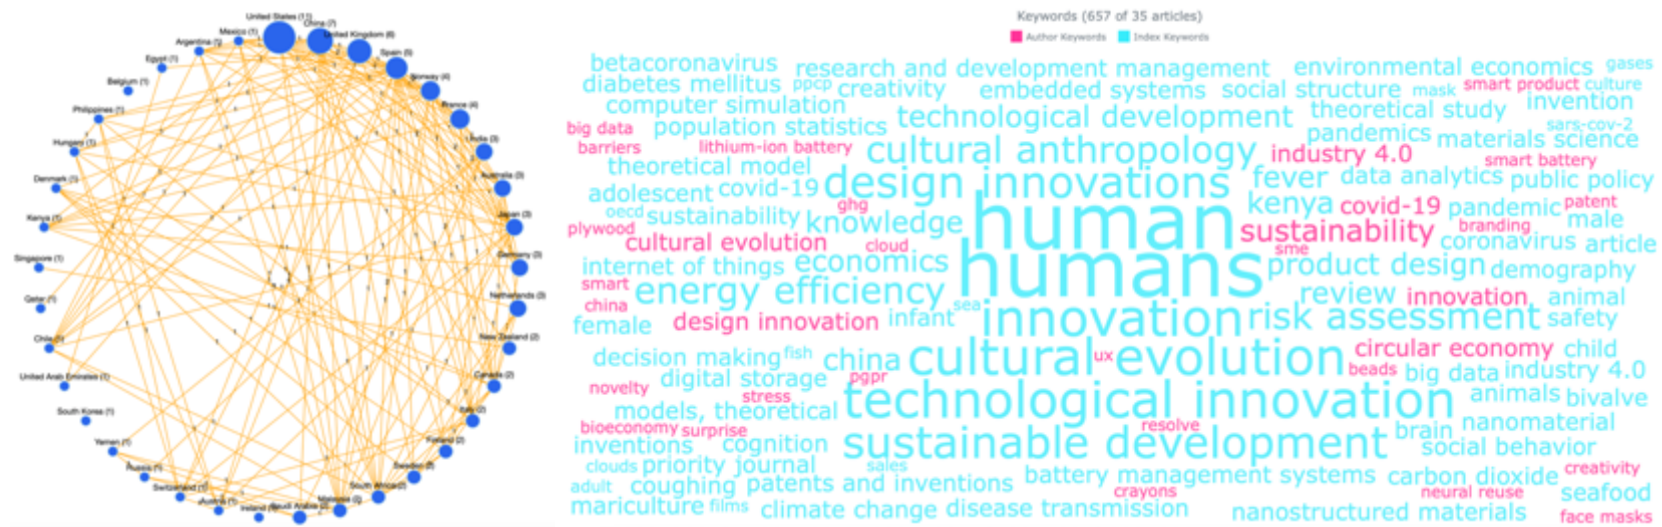 United States (11)
China (7)
United Kingdom (6)
Spain (5)
Norway (4)
France (4)
India (3)
Australia (3)
Japan (3)
Germany (3)
Netherlands (3)
New Zealand (2)
Canada (2)
Italy (2)
Finland (2)
Sweden (2)
South Africa (2)
Malaysia (2)
Saudi Arabia (2)
Ireland (1)
Austria (1)
Switzerland (1)
Russia (1)
Yemen (1)
South Korea (1)
United Arab Emirates (1)
Chile (1)
Qatar (1)
Singapore (1)
Kenya (1)
Denmark (1)
Hungary (1)
Philippines (1)
Belgium (1)
Egypt (1)
Argentina (1)
Mexico (1)
Keywords (657 of 35 articles)
Author Keywords Index Keywords
betacoronavirus research and development management environmental economics gases
diabetes mellitus ppcp creativity embedded systems social structure mask smart product culture
computer simulation technological development theoretical study invention
big data population statistics pandemics materials science sars-cov-2
barriers lithium-ion battery cultural anthropology industry 4.0 smart battery
theoretical model design innovations fever data analytics public policy
adolescent covid-19 ghg kenya covid-19 pandemic patent
oecd sustainability knowledge human sustainability branding male
plywood cultural evolution cloud sme coronavirus article
internet of things economics humans product design demography
smart energy efficiency review innovation animal
china sea
female design innovation infant innovation risk assessment safety
decision making fish china cultural ux evolution circular economy child
digital storage pgpr beads big data industry 4.0
novelty stress technological innovation animals bivalve
models, theoretical
bioeconomy surprise resolve brain nanomaterial
inventions cognition sustainable development social behavior
clouds priority journal sales battery management systems carbon dioxide creativity
adult coughing patents and inventions crayons neural reuse seafood
mariculture films climate change disease transmission nanostructured materials face masks